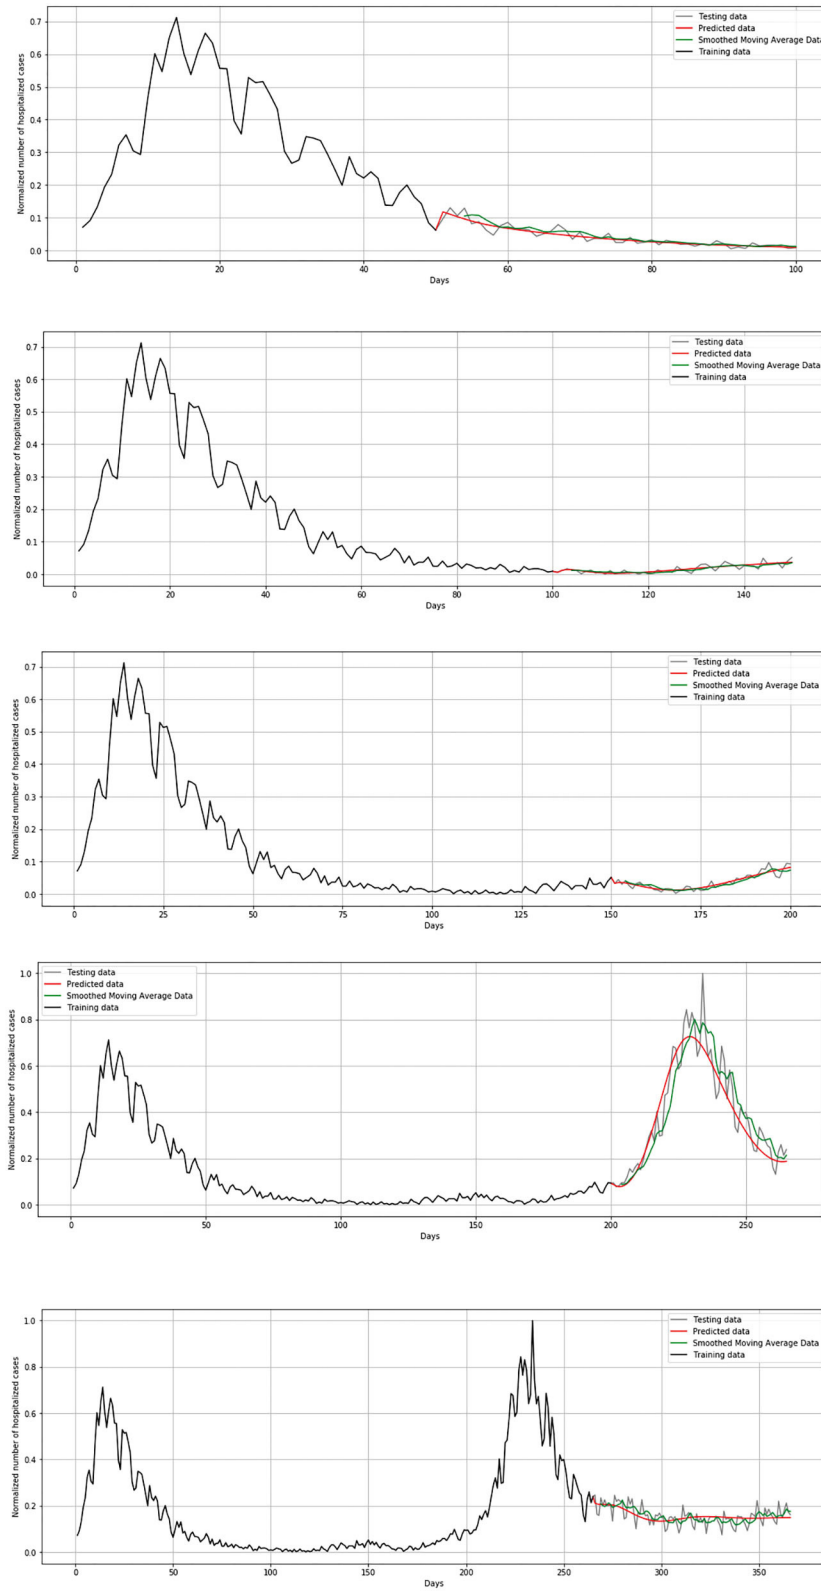 Normalized number of hospitalized cases
0.7
0.6
0.5
0.4
0.3
0.2
0.1
0.0
Testing data
Predicted data
Smoothed Moving Average Data
Training data
0 20 40 60 80 100
Days
Normalized number of hospitalized cases
0.7
0.6
0.5
0.4
0.3
0.2
0.1
0.0
Testing data
Predicted data
Smoothed Moving Average Data
Training data
0 20 40 60 80 100 120 140
Days
Normalized number of hospitalized cases
0.7
0.6
0.5
0.4
0.3
0.2
0.1
0.0
Testing data
Predicted data
Smoothed Moving Average Data
Training data
0 25 50 75 100 125 150 175 200
Days
Normalized number of hospitalized cases
1.0
0.8
0.6
0.4
0.2
0.0
Testing data
Predicted data
Smoothed Moving Average Data
Training data
0 50 100 150 200 250
Days
Normalized number of hospitalized cases
1.0
0.8
0.6
0.4
0.2
0.0
Testing data
Predicted data
Smoothed Moving Average Data
Training data
0 50 100 150 200 250 300 350
Days